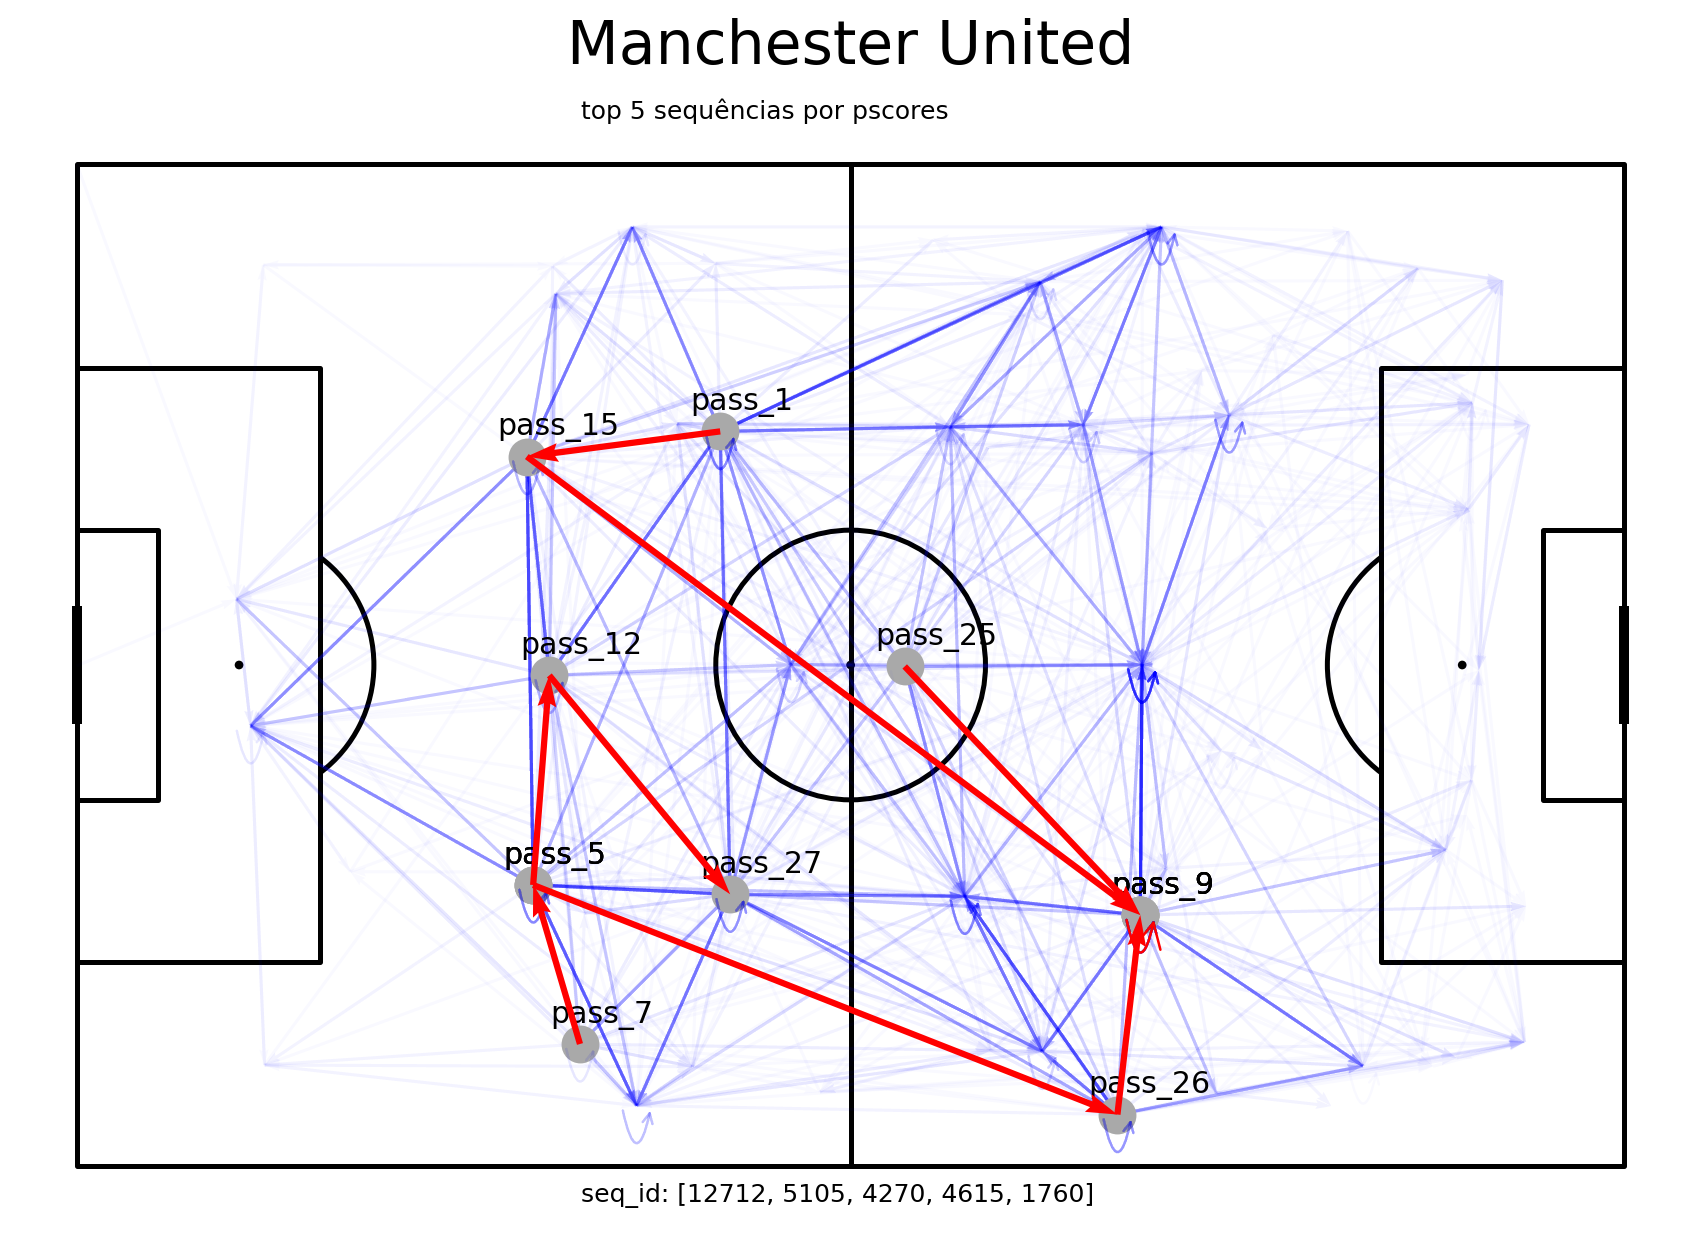 Manchester United
top 5 sequências por pscores
pass_1
pass_15
pass_25
pass_12
pass_5
pass_27
pass_9
pass_7
pass_26
seq_id: [12712, 5105, 4270, 4615, 1760]